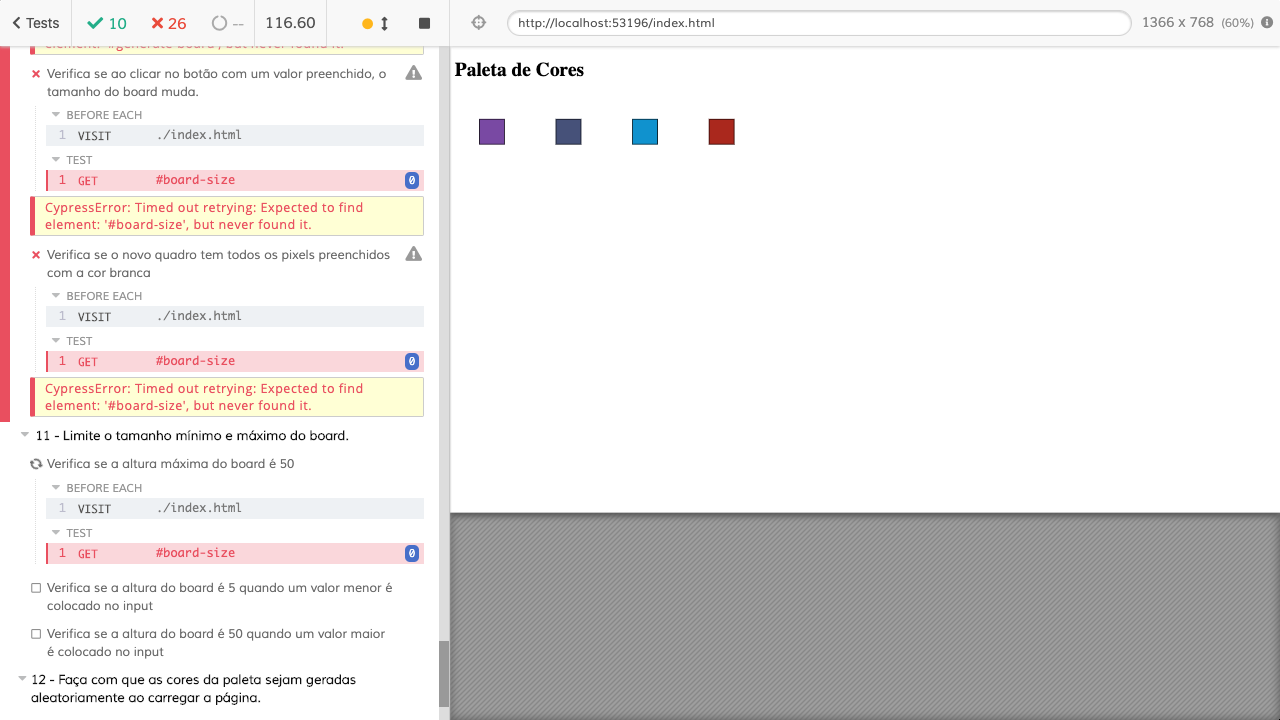 Tests
10
26
--
116.60
http://localhost:53196/index.html
1366 x 768 (60%)
element: '#generate-board', but never found it.
Verifica se ao clicar no botão com um valor preenchido, o
tamanho do board muda.
BEFORE EACH
1 VISIT ./index.html
TEST
1 GET #board-size 0
CypressError: Timed out retrying: Expected to find
element: '#board-size', but never found it.
Verifica se o novo quadro tem todos os pixels preenchidos
com a cor branca
BEFORE EACH
1 VISIT ./index.html
TEST
1 GET #board-size 0
CypressError: Timed out retrying: Expected to find
element: '#board-size', but never found it.
11 - Limite o tamanho mínimo e máximo do board.
Verifica se a altura máxima do board é 50
BEFORE EACH
1 VISIT ./index.html
TEST
1 GET #board-size 0
Verifica se a altura do board é 5 quando um valor menor é
colocado no input
Verifica se a altura do board é 50 quando um valor maior
é colocado no input
12 - Faça com que as cores da paleta sejam geradas
aleatoriamente ao carregar a página.
Paleta de Cores